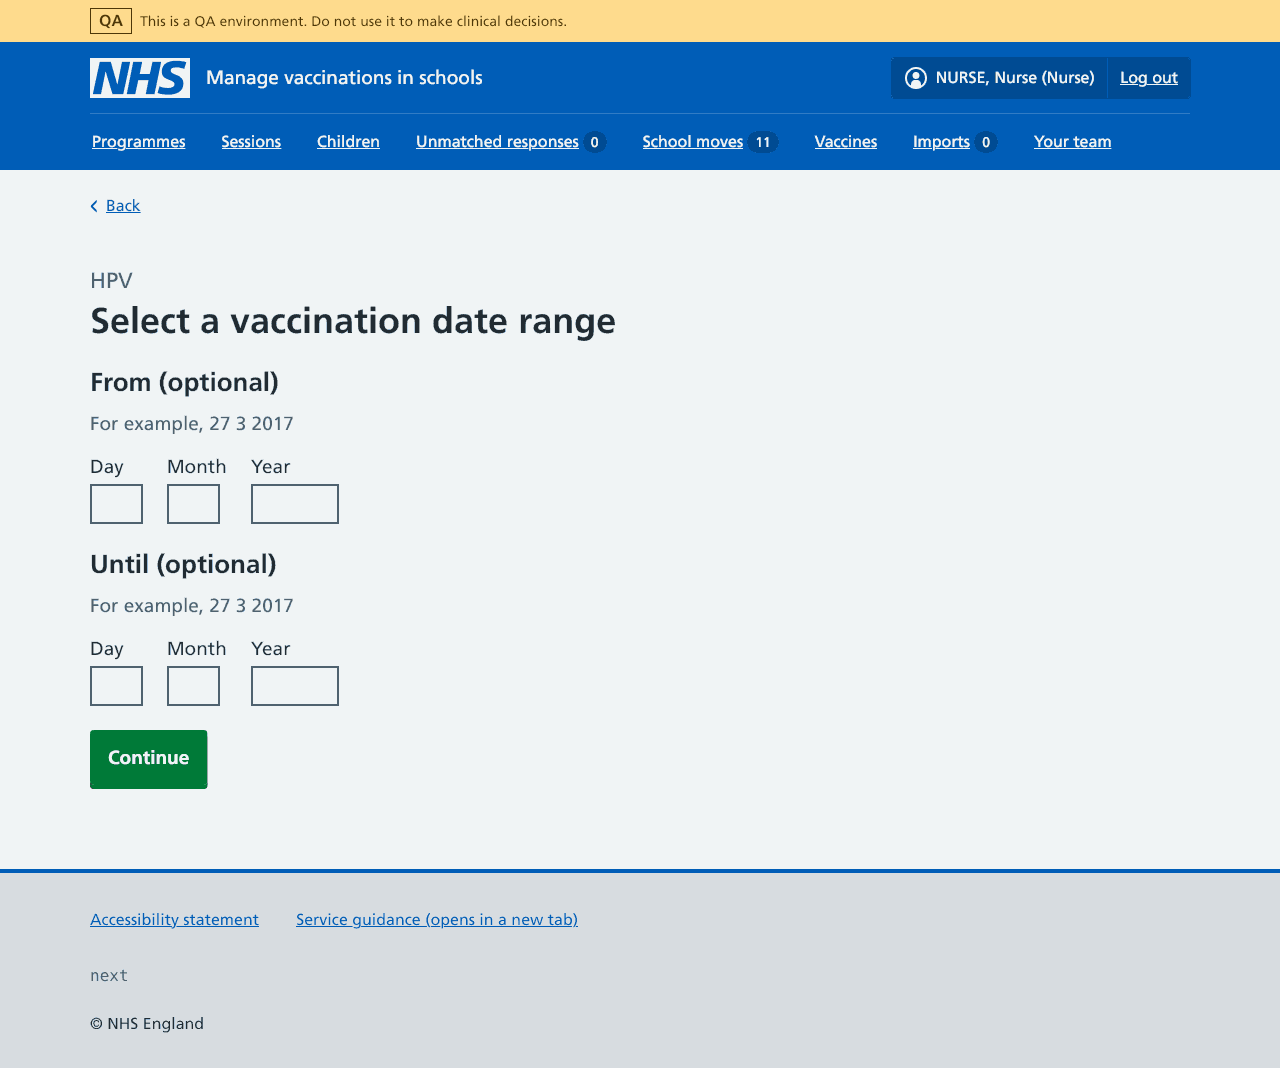 QA This is a QA environment. Do not use it to make clinical decisions.
NHS Manage vaccinations in schools NURSE, Nurse (Nurse) Log out
Programmes Sessions Children Unmatched responses 0 School moves 11 Vaccines Imports 0 Your team
Back
HPV
Select a vaccination date range
From (optional)
For example, 27 3 2017
Day Month Year
Until (optional)
For example, 27 3 2017
Day Month Year
Continue
Accessibility statement Service guidance (opens in a new tab)
next
© NHS England